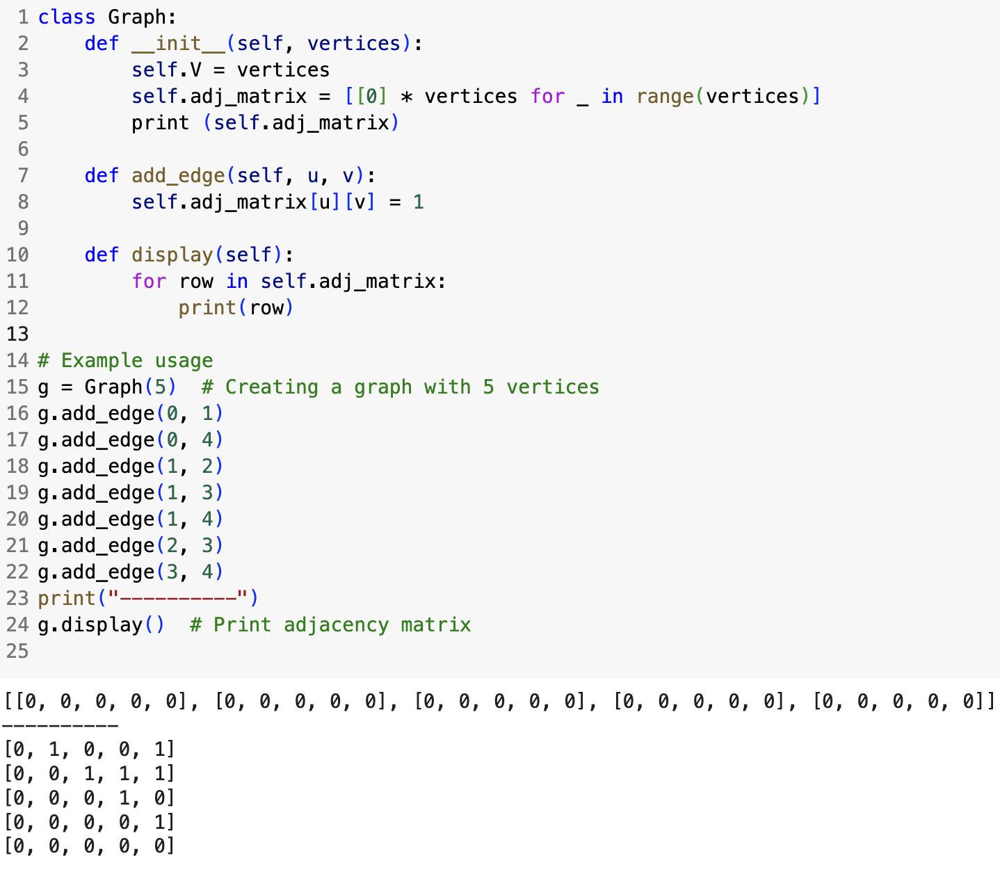 1 class Graph:
2     def __init__(self, vertices):
3         self.V = vertices
4         self.adj_matrix = [[0] * vertices for _ in range(vertices)]
5         print (self.adj_matrix)
6
7     def add_edge(self, u, v):
8         self.adj_matrix[u][v] = 1
9
10     def display(self):
11         for row in self.adj_matrix:
12             print(row)
13
14 # Example usage
15 g = Graph(5)  # Creating a graph with 5 vertices
16 g.add_edge(0, 1)
17 g.add_edge(0, 4)
18 g.add_edge(1, 2)
19 g.add_edge(1, 3)
20 g.add_edge(1, 4)
21 g.add_edge(2, 3)
22 g.add_edge(3, 4)
23 print("----------")
24 g.display()  # Print adjacency matrix
25
[[0, 0, 0, 0, 0], [0, 0, 0, 0, 0], [0, 0, 0, 0, 0], [0, 0, 0, 0, 0], [0, 0, 0, 0, 0]]
----------
[0, 1, 0, 0, 1]
[0, 0, 1, 1, 1]
[0, 0, 0, 1, 0]
[0, 0, 0, 0, 1]
[0, 0, 0, 0, 0]